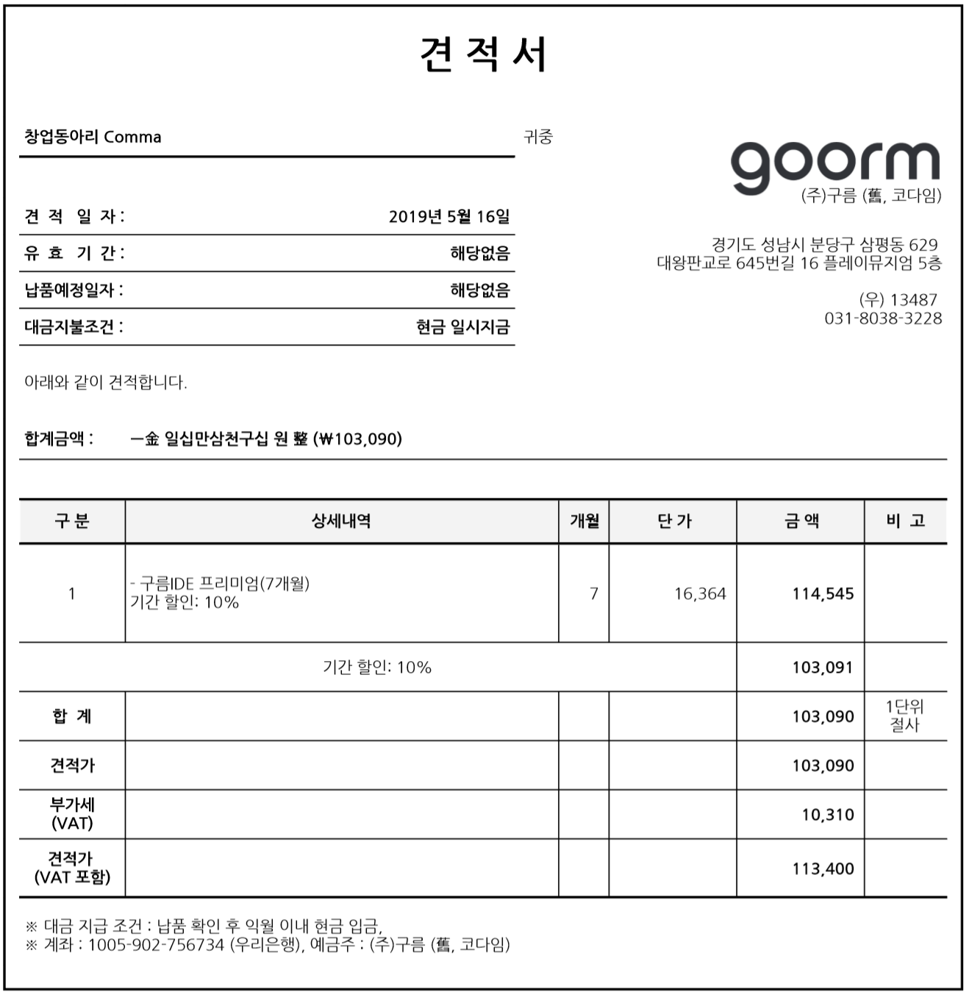 견 적 서
창업동아리 Comma 귀중
goorm
(주)구름 (舊, 코다임)
견 적 일 자 : 2019년 5월 16일
유 효 기 간 : 해당없음
납품예정일자 : 해당없음
대금지불조건 : 현금 일시지금
경기도 성남시 분당구 삼평동 629
대왕판교로 645번길 16 플레이뮤지엄 5층
(우) 13487
031-8038-3228
아래와 같이 견적합니다.
합계금액 : ㅡ金 일십만삼천구십 원 整 (₩103,090)
구 분 상세내역 개월 단 가 금 액 비 고
1 - 구름IDE 프리미엄(7개월) 7 16,364 114,545
기간 할인: 10%
기간 할인: 10% 103,091
합 계 103,090 1단위
절사
견적가 103,090
부가세
(VAT) 10,310
견적가
(VAT 포함) 113,400
※ 대금 지급 조건 : 납품 확인 후 익월 이내 현금 입금,
※ 계좌 : 1005-902-756734 (우리은행), 예금주 : (주)구름 (舊, 코다임)